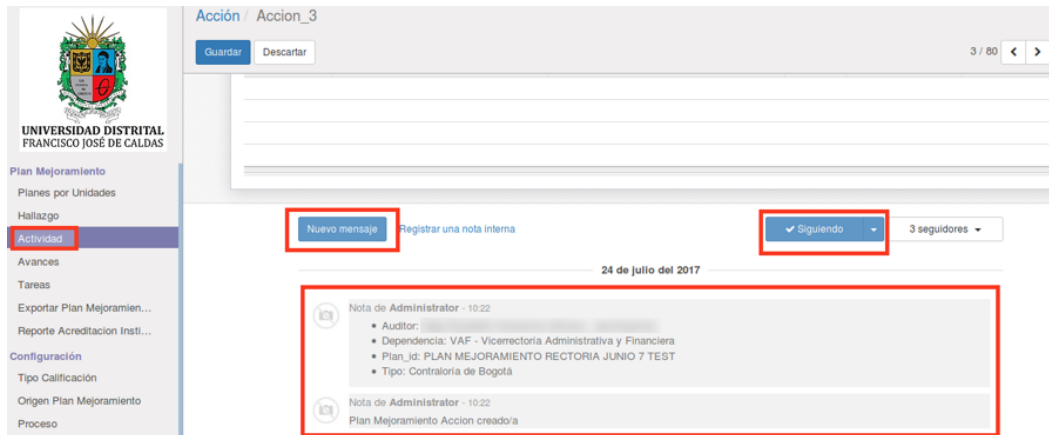 Acción / Accion_3
Guardar Descartar 3 / 80
UNIVERSIDAD DISTRITAL
FRANCISCO JOSÉ DE CALDAS
Plan Mejoramiento
Planes por Unidades
Hallazgo
Actividad
Avances
Tareas
Exportar Plan Mejoramien...
Reporte Acreditacion Insti...
Configuración
Tipo Calificación
Origen Plan Mejoramiento
Proceso
Nuevo mensaje Registrar una nota interna Siguiendo 3 seguidores
24 de julio del 2017
Nota de Administrator - 10:22
• Auditor:
• Dependencia: VAF - Vicerrectoria Administrativa y Financiera
• Plan_id: PLAN MEJORAMIENTO RECTORIA JUNIO 7 TEST
• Tipo: Contraloría de Bogotá
Nota de Administrator - 10:22
Plan Mejoramiento Accion creado/a